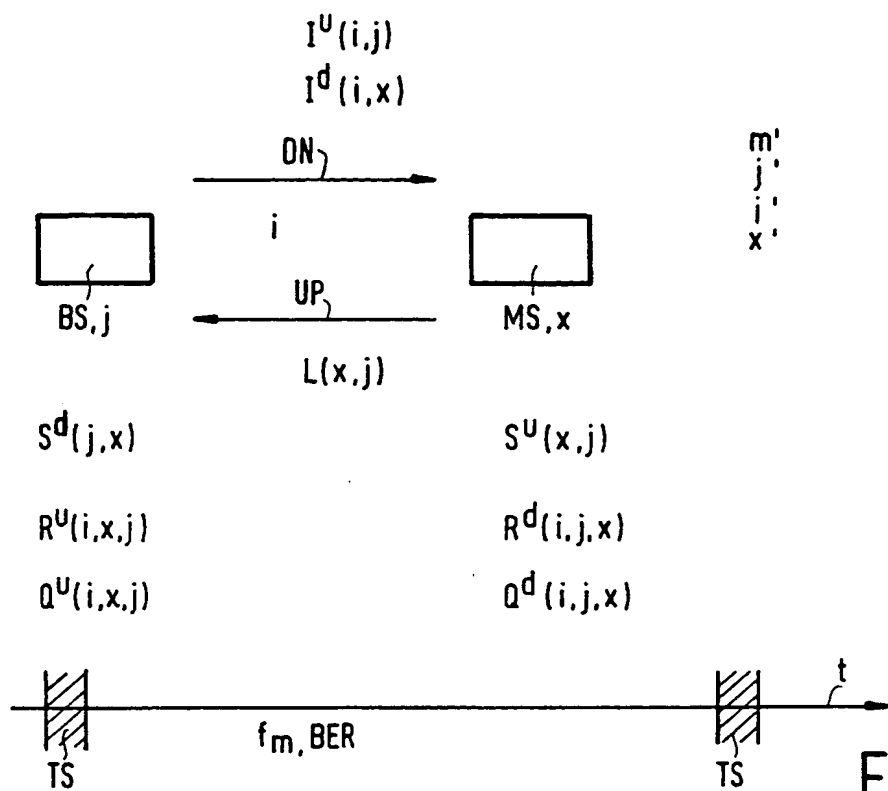 I^u(i,j)
I^d(i,x)
DN
m'
j'
i'
x'
i
UP
BS,j
MS,x
L(x,j)
S^d(j,x)
S^u(x,j)
R^u(i,x,j)
R^d(i,j,x)
Q^u(i,x,j)
Q^d(i,j,x)
t
f_m, BER
TS
TS
F